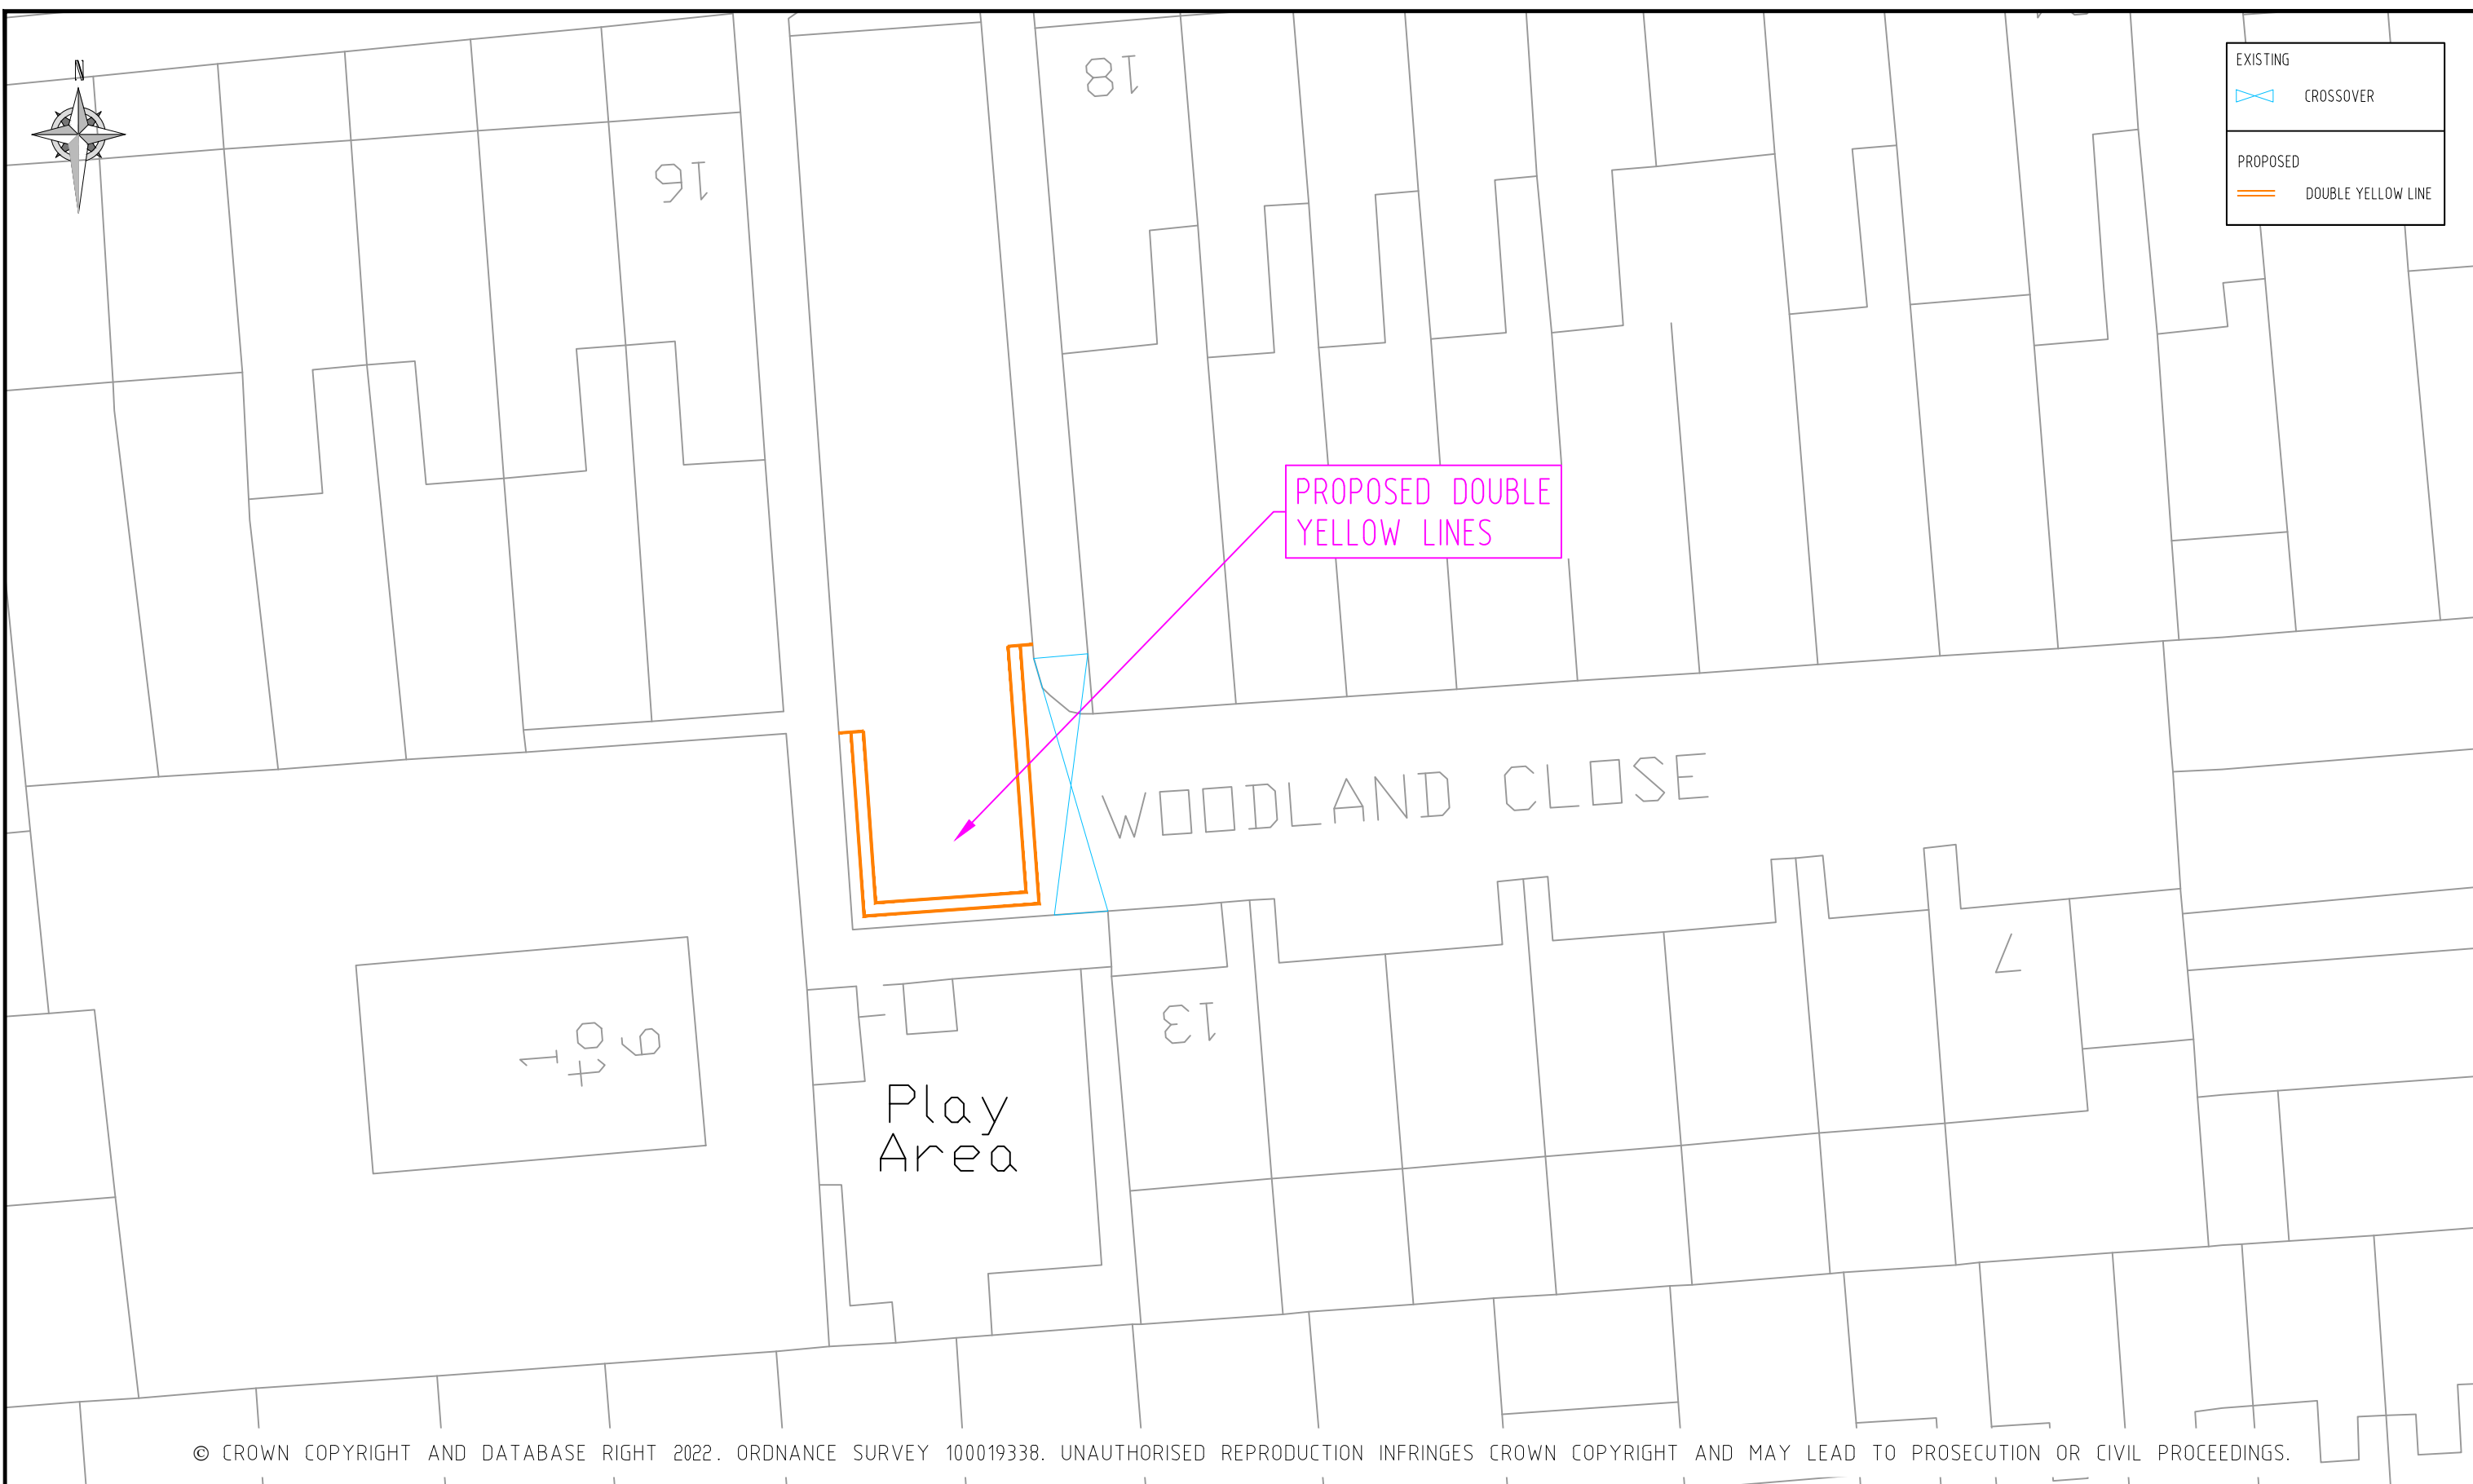 N
18
16
EXISTING
CROSSOVER
PROPOSED
DOUBLE YELLOW LINE
PROPOSED DOUBLE
YELLOW LINES
WOODLAND CLOSE
7
13
Play
Area
© CROWN COPYRIGHT AND DATABASE RIGHT 2022. ORDNANCE SURVEY 100019338. UNAUTHORISED REPRODUCTION INFRINGES CROWN COPYRIGHT AND MAY LEAD TO PROSECUTION OR CIVIL PROCEEDINGS.